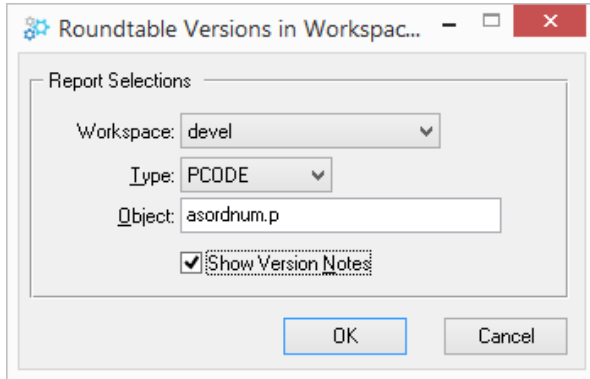 Roundtable Versions in Workspac...
Report Selections
Workspace: devel
Type: PCODE
Object: asordnum.p
Show Version Notes
OK Cancel